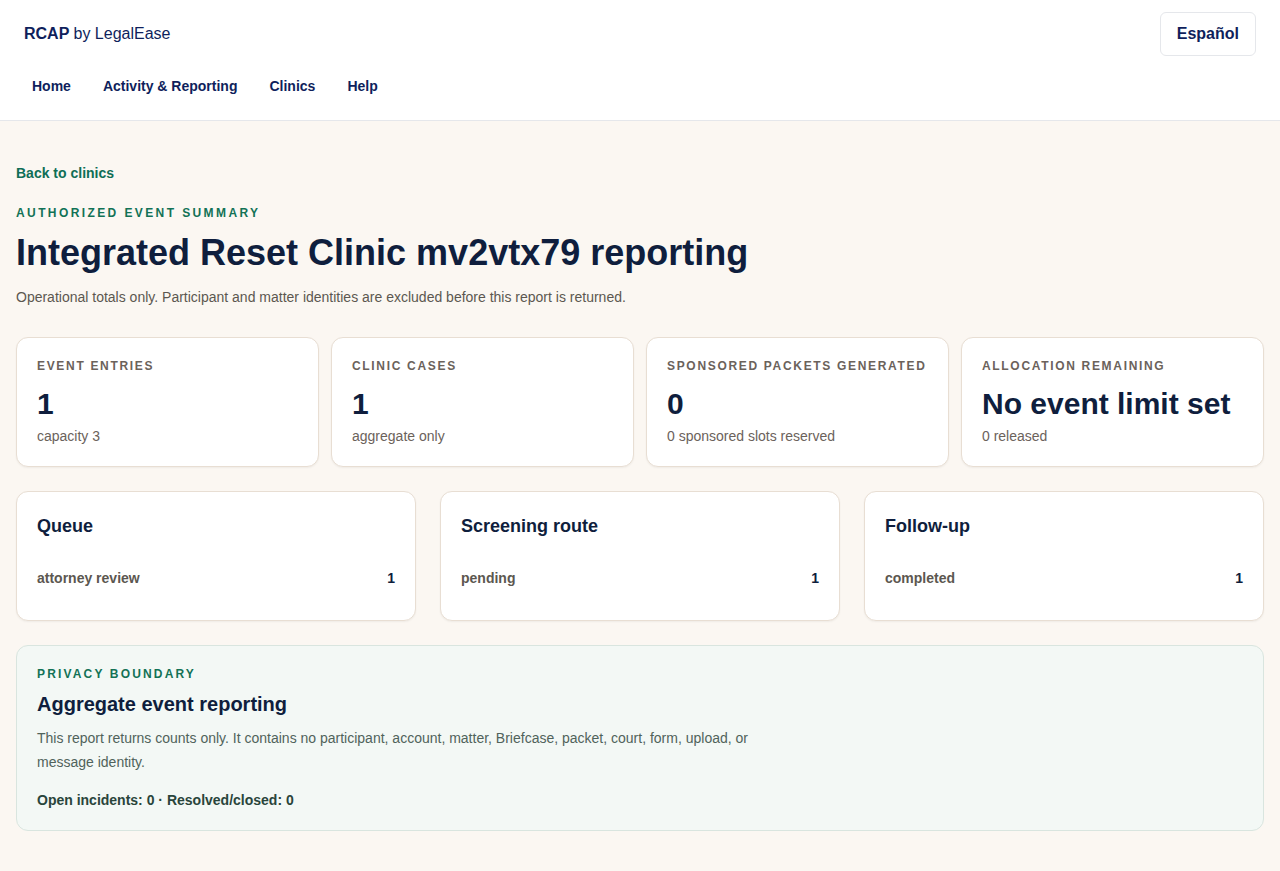 RCAP by LegalEase
Español
Home
Activity & Reporting
Clinics
Help
Back to clinics
AUTHORIZED EVENT SUMMARY
Integrated Reset Clinic mv2vtx79 reporting
Operational totals only. Participant and matter identities are excluded before this report is returned.
EVENT ENTRIES
1
capacity 3
CLINIC CASES
1
aggregate only
SPONSORED PACKETS GENERATED
0
0 sponsored slots reserved
ALLOCATION REMAINING
No event limit set
0 released
Queue
attorney review 1
Screening route
pending 1
Follow-up
completed 1
PRIVACY BOUNDARY
Aggregate event reporting
This report returns counts only. It contains no participant, account, matter, Briefcase, packet, court, form, upload, or
message identity.
Open incidents: 0 · Resolved/closed: 0